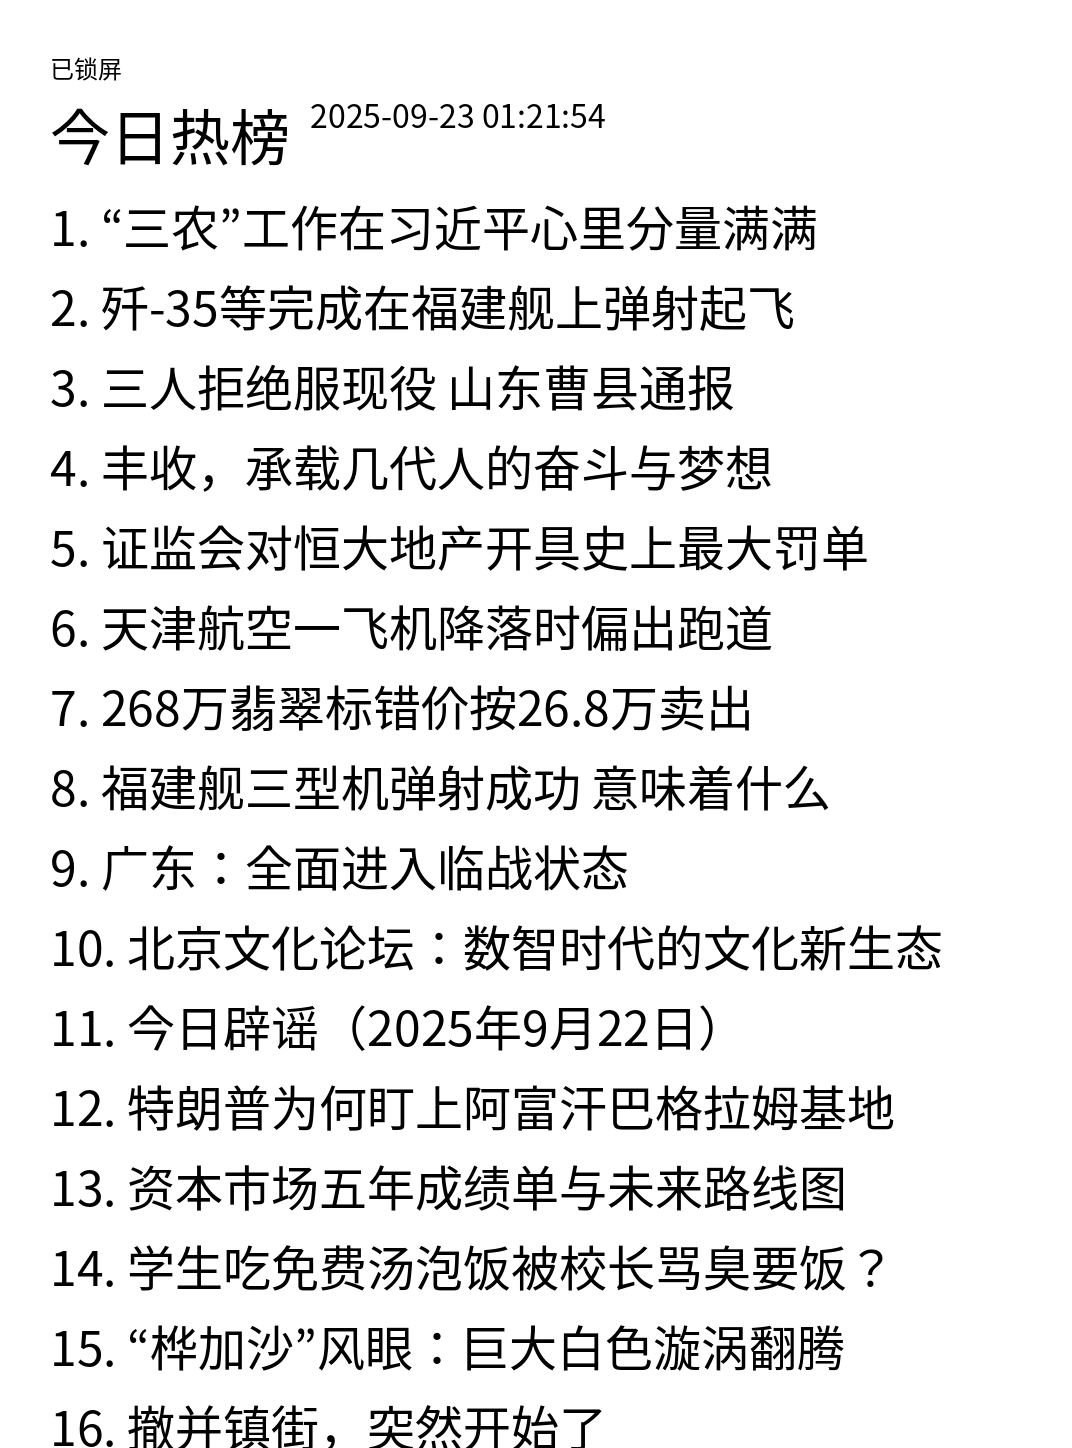 已锁屏
今日热榜 2025-09-23 01:21:54
1. “三农”工作在习近平心里分量满满
2. 歼-35等完成在福建舰上弹射起飞
3. 三人拒绝服现役 山东曹县通报
4. 丰收，承载几代人的奋斗与梦想
5. 证监会对恒大地产开具史上最大罚单
6. 天津航空一飞机降落时偏出跑道
7. 268万翡翠标错价按26.8万卖出
8. 福建舰三型机弹射成功 意味着什么
9. 广东：全面进入临战状态
10. 北京文化论坛：数智时代的文化新生态
11. 今日辟谣（2025年9月22日）
12. 特朗普为何盯上阿富汗巴格拉姆基地
13. 资本市场五年成绩单与未来路线图
14. 学生吃免费汤泡饭被校长骂臭要饭？
15. “桦加沙”风眼：巨大白色漩涡翻腾
16. 撤并镇街，突然开始了